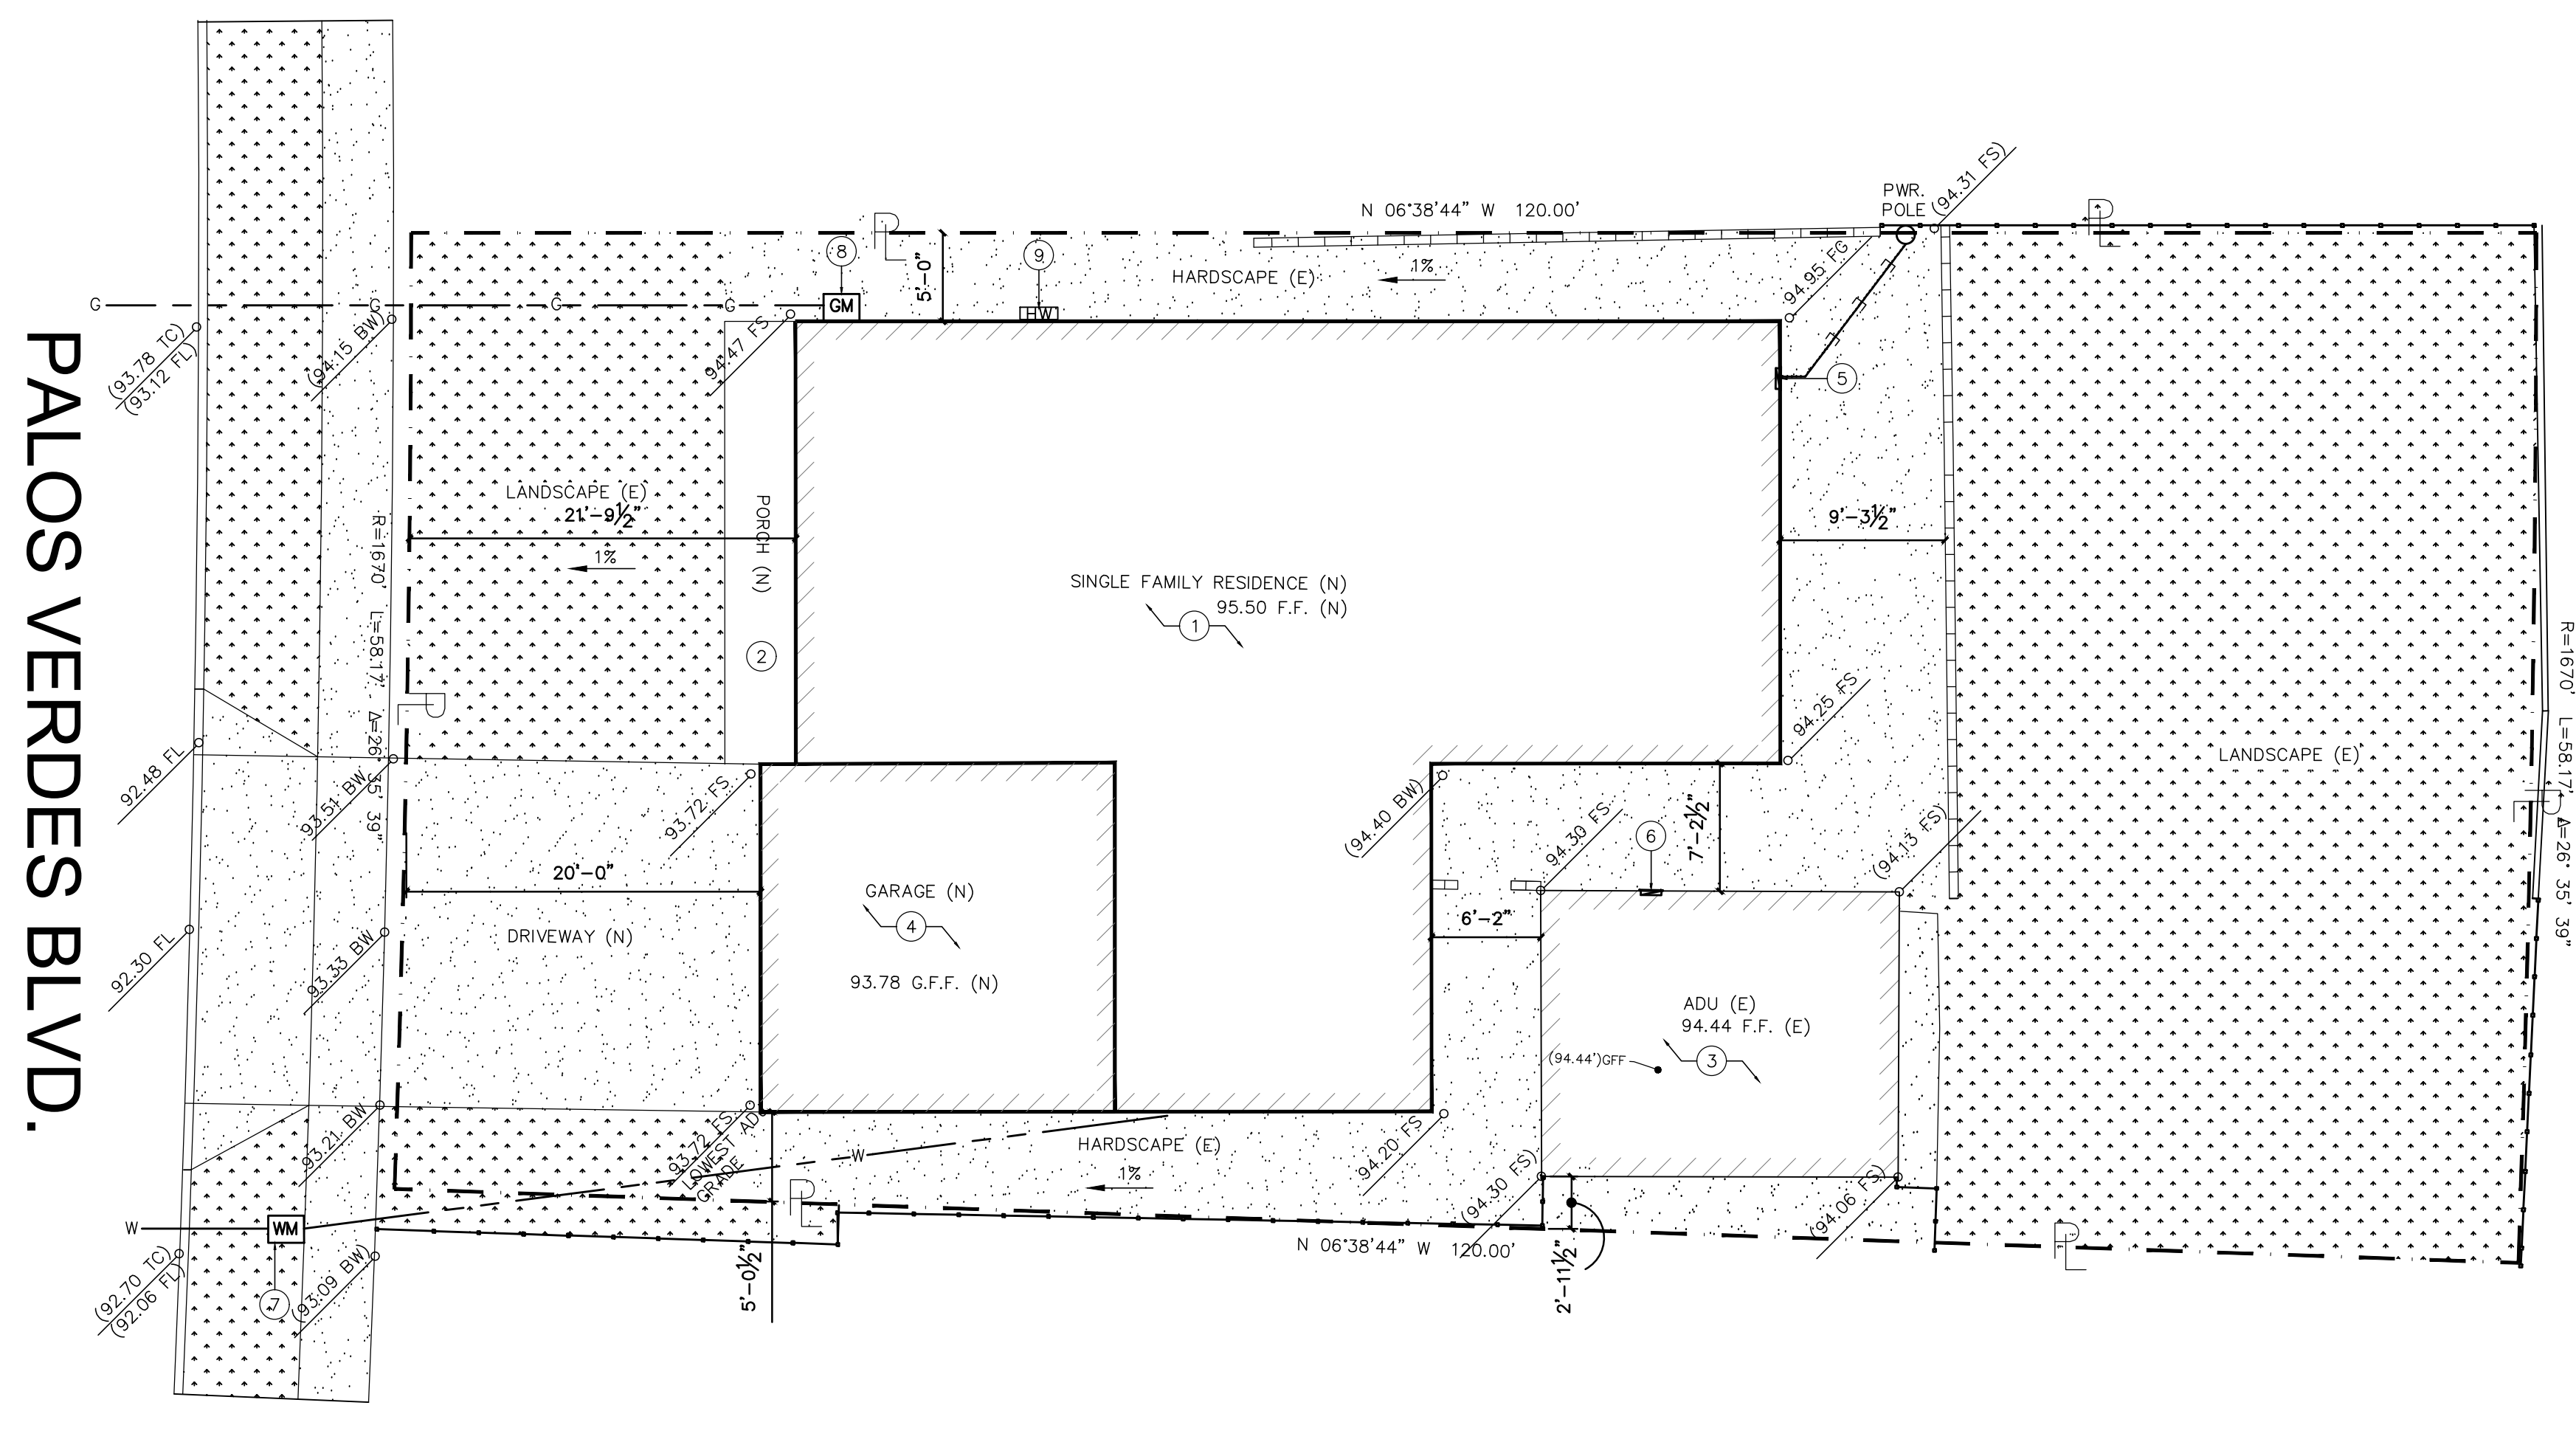 PALOS VERDES BLVD.
N 06°38'44" W 120.00'
PWR.
POLE
(94.31 FS)
PL
PL
8
9
GM
HW
5'-0"
HARDSCAPE (E)
1%
94.95 FG
G
G
G
G
(93.78 TC)
(93.12 FL)
(94.15 BW)
94.47 FS
5
LANDSCAPE (E)
21'-9½"
1%
PORCH (N)
2
R=1670' L=58.17' Δ=26° 35' 39"
PL
SINGLE FAMILY RESIDENCE (N)
95.50 F.F. (N)
1
9'-3½"
94.25 FS
LANDSCAPE (E)
R=1670' L=58.17' Δ=26° 35' 39"
PL
92.48 FL
93.51 BW
93.72 FS
20'-0"
DRIVEWAY (N)
92.30 FL
93.33 BW
GARAGE (N)
4
93.78 G.F.F. (N)
(94.40 BW)
94.30 FS
6
7'-2½"
(94.13 FS)
6'-2"
ADU (E)
94.44 F.F. (E)
(94.44')GFF
3
93.21 BW
93.72 FS
LOWEST AD
GRADE
W
HARDSCAPE (E)
1%
94.20 FS
(94.30 FS)
(94.06 FS)
W
WM
7
(92.70 TC)
(92.06 FL)
(93.09 BW)
PL
5'-0½"
N 06°38'44" W 120.00'
2'-11½"
PL